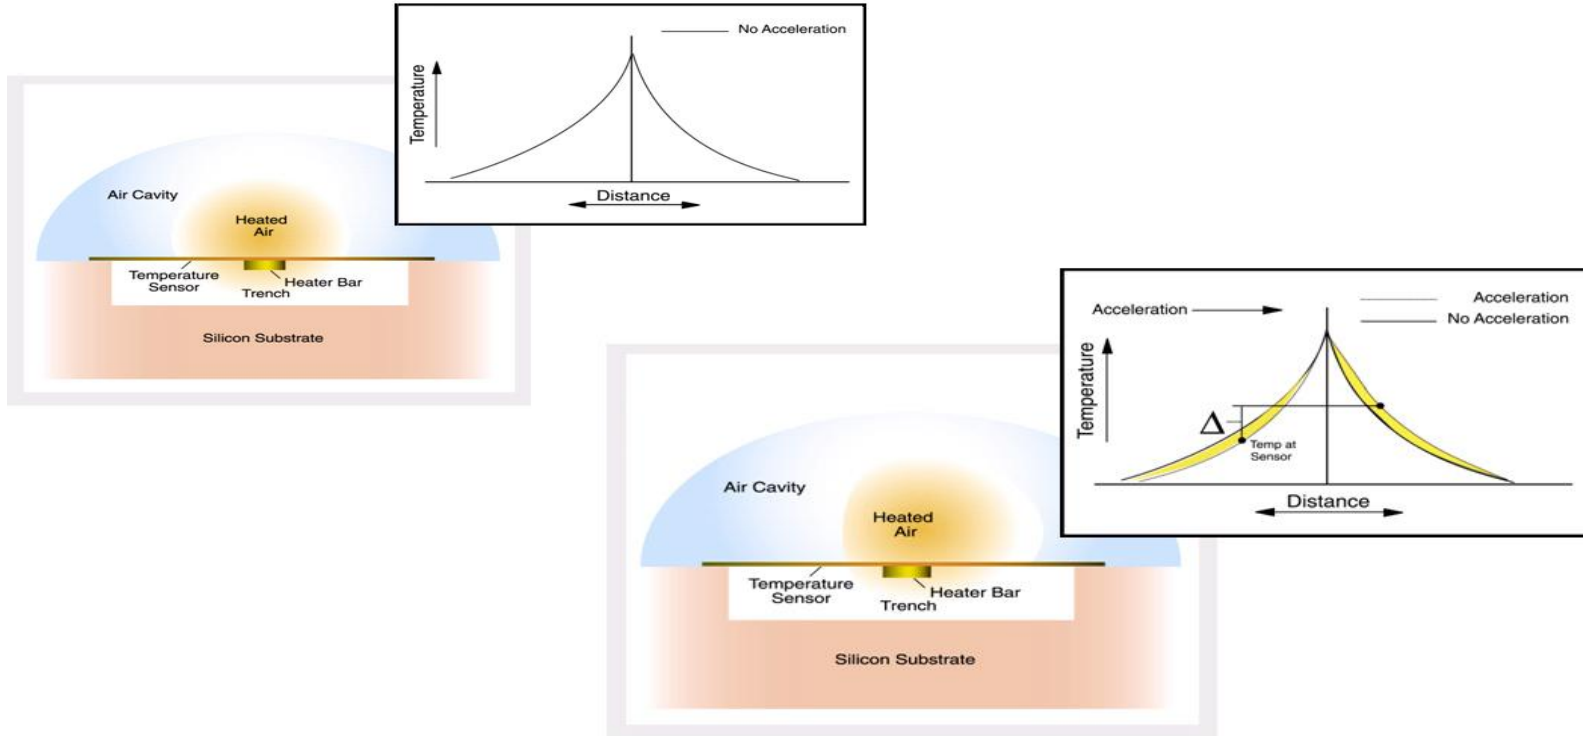 No Acceleration
Temperature
Distance
Air Cavity
Heated
Air
Temperature
Sensor
Heater Bar
Trench
Silicon Substrate
Acceleration
Acceleration
No Acceleration
Temperature
Δ
Temp at
Sensor
Distance
Air Cavity
Heated
Air
Temperature
Sensor
Heater Bar
Trench
Silicon Substrate